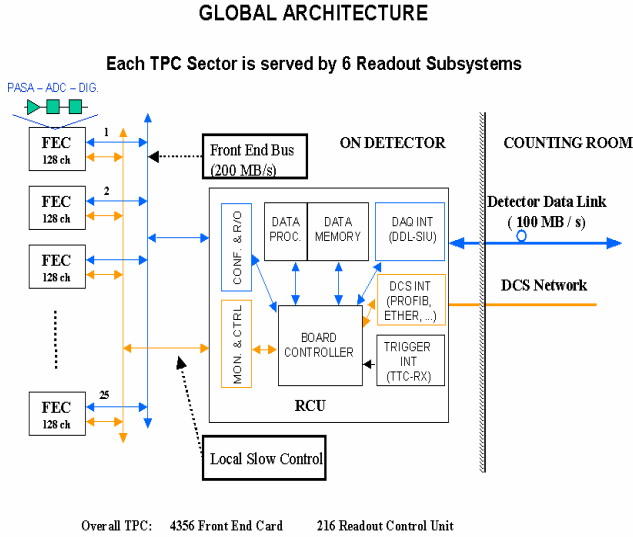 GLOBAL ARCHITECTURE
Each TPC Sector is served by 6 Readout Subsystems
PASA – ADC – DIG.
FEC
128 ch
1
Front End Bus
(200 MB/s)
ON DETECTOR
COUNTING ROOM
FEC
128 ch
2
FEC
128 ch
3
FEC
128 ch
25
CONF. & R/O
DATA
PROC.
DATA
MEMORY
DAQ INT
(DDL-SIU)
Detector Data Link
( 100 MB / s)
MON. & CTRL
BOARD
CONTROLLER
DCS INT
(PROFIB,
ETHER, ...)
DCS Network
TRIGGER
INT
(TTC-RX)
RCU
Local Slow Control
Overall TPC: 4356 Front End Card 216 Readout Control Unit